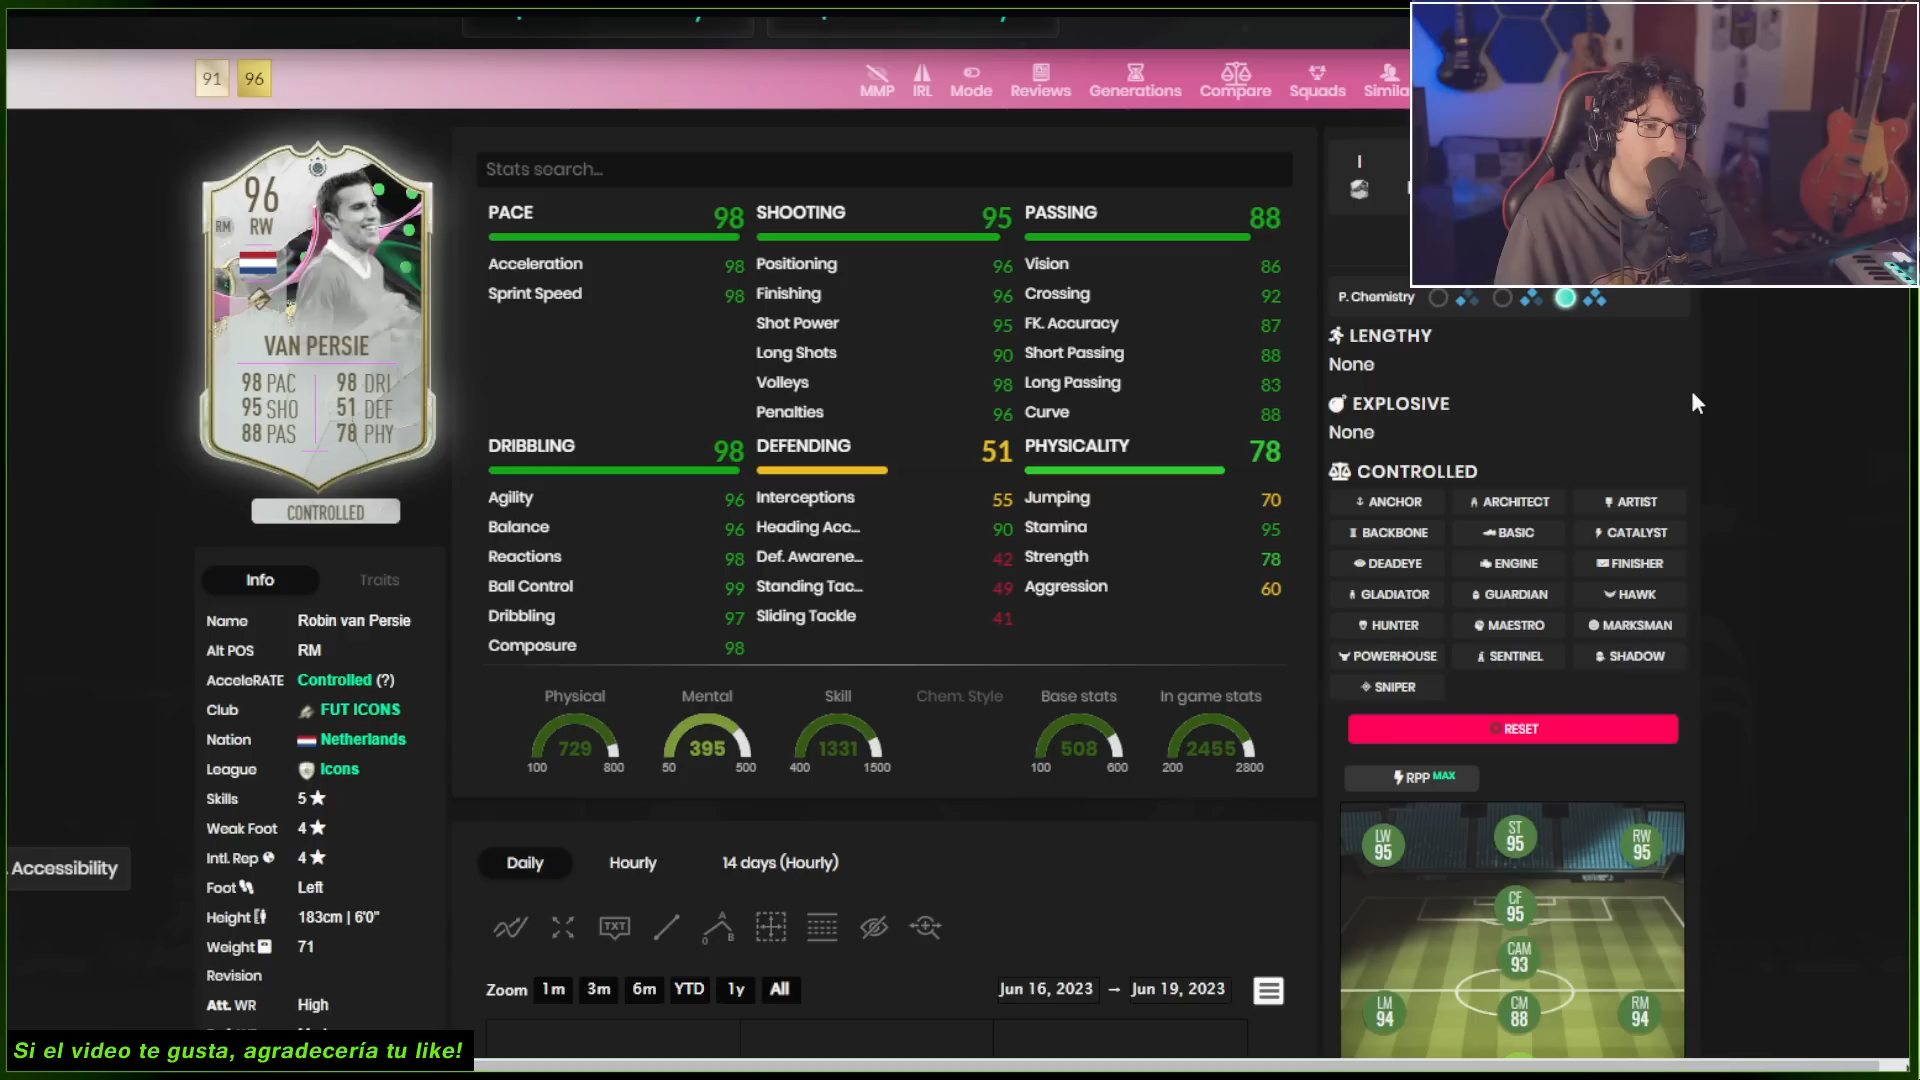 91 96
MMP IRL Mode Reviews Generations Compare Squads Simila
96
RM RW
VAN PERSIE
98 PAC 98 DRI
95 SHO 51 DEF
88 PAS 78 PHY
CONTROLLED
Info Traits
Name Robin van Persie
Alt POS RM
AcceleRATE Controlled (?)
Club FUT ICONS
Nation Netherlands
League Icons
Skills 5
Weak Foot 4
Intl. Rep 4
Foot Left
Height 183cm | 6'0"
Weight 71
Revision
Att. WR High
Accessibility
Si el video te gusta, agradecería tu like!
Stats search...
PACE 98
Acceleration 98
Sprint Speed 98
SHOOTING 95
Positioning 96
Finishing 96
Shot Power 95
Long Shots 90
Volleys 98
Penalties 96
PASSING 88
Vision 86
Crossing 92
FK. Accuracy 87
Short Passing 88
Long Passing 83
Curve 88
DRIBBLING 98
Agility 96
Balance 96
Reactions 98
Ball Control 99
Dribbling 97
Composure 98
DEFENDING 51
Interceptions 55
Heading Acc... 90
Def. Awarene... 42
Standing Tac... 49
Sliding Tackle 41
PHYSICALITY 78
Jumping 70
Stamina 95
Strength 78
Aggression 60
Physical Mental Skill Chem. Style Base stats In game stats
729 395 1331 508 2455
100 800 50 500 400 1500 100 600 200 2800
Daily Hourly 14 days (Hourly)
TXT A 0 B
Zoom 1m 3m 6m YTD 1y All Jun 16, 2023 → Jun 19, 2023
P. Chemistry
LENGTHY
None
EXPLOSIVE
None
CONTROLLED
ANCHOR ARCHITECT ARTIST
BACKBONE BASIC CATALYST
DEADEYE ENGINE FINISHER
GLADIATOR GUARDIAN HAWK
HUNTER MAESTRO MARKSMAN
POWERHOUSE SENTINEL SHADOW
SNIPER
RESET
RPP MAX
LW 95
ST 95
RW 95
CF 95
CAM 93
LM 94
CM 88
RM 94